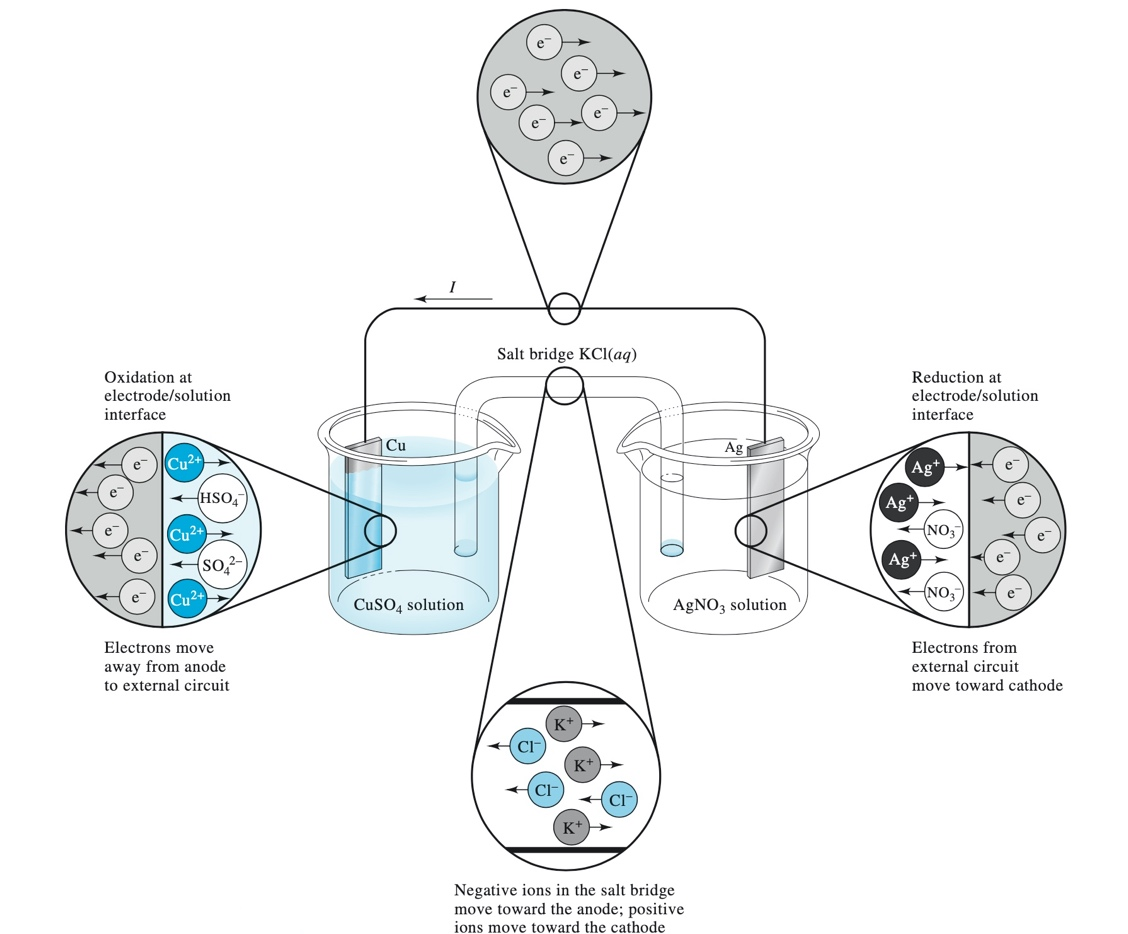 e⁻
e⁻
e⁻
e⁻
e⁻
e⁻
I
Salt bridge KCl(aq)
Oxidation at
electrode/solution
interface
Reduction at
electrode/solution
interface
Cu
Ag
e⁻
e⁻
e⁻
e⁻
e⁻
Cu²⁺
HSO₄⁻
Cu²⁺
SO₄²⁻
Cu²⁺
Ag⁺
Ag⁺
NO₃⁻
Ag⁺
NO₃⁻
e⁻
e⁻
e⁻
e⁻
e⁻
CuSO₄ solution
AgNO₃ solution
Electrons move
away from anode
to external circuit
Electrons from
external circuit
move toward cathode
K⁺
Cl⁻
K⁺
Cl⁻
Cl⁻
K⁺
Negative ions in the salt bridge
move toward the anode; positive
ions move toward the cathode